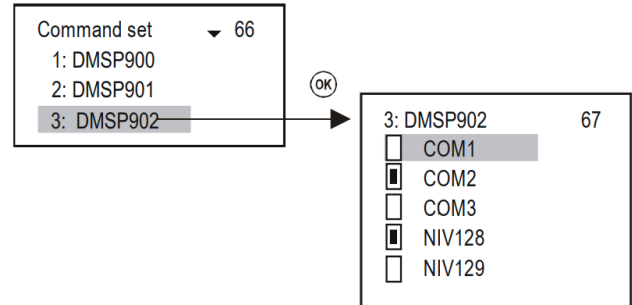 Command set 66
1: DMSP900
2: DMSP901
3: DMSP902
OK
3: DMSP902 67
COM1
COM2
COM3
NIV128
NIV129